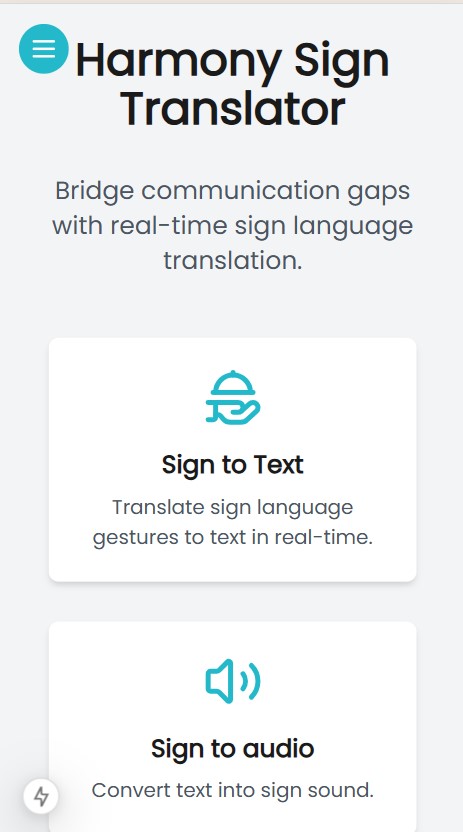 Harmony Sign
Translator
Bridge communication gaps
with real-time sign language
translation.
Sign to Text
Translate sign language
gestures to text in real-time.
Sign to audio
Convert text into sign sound.